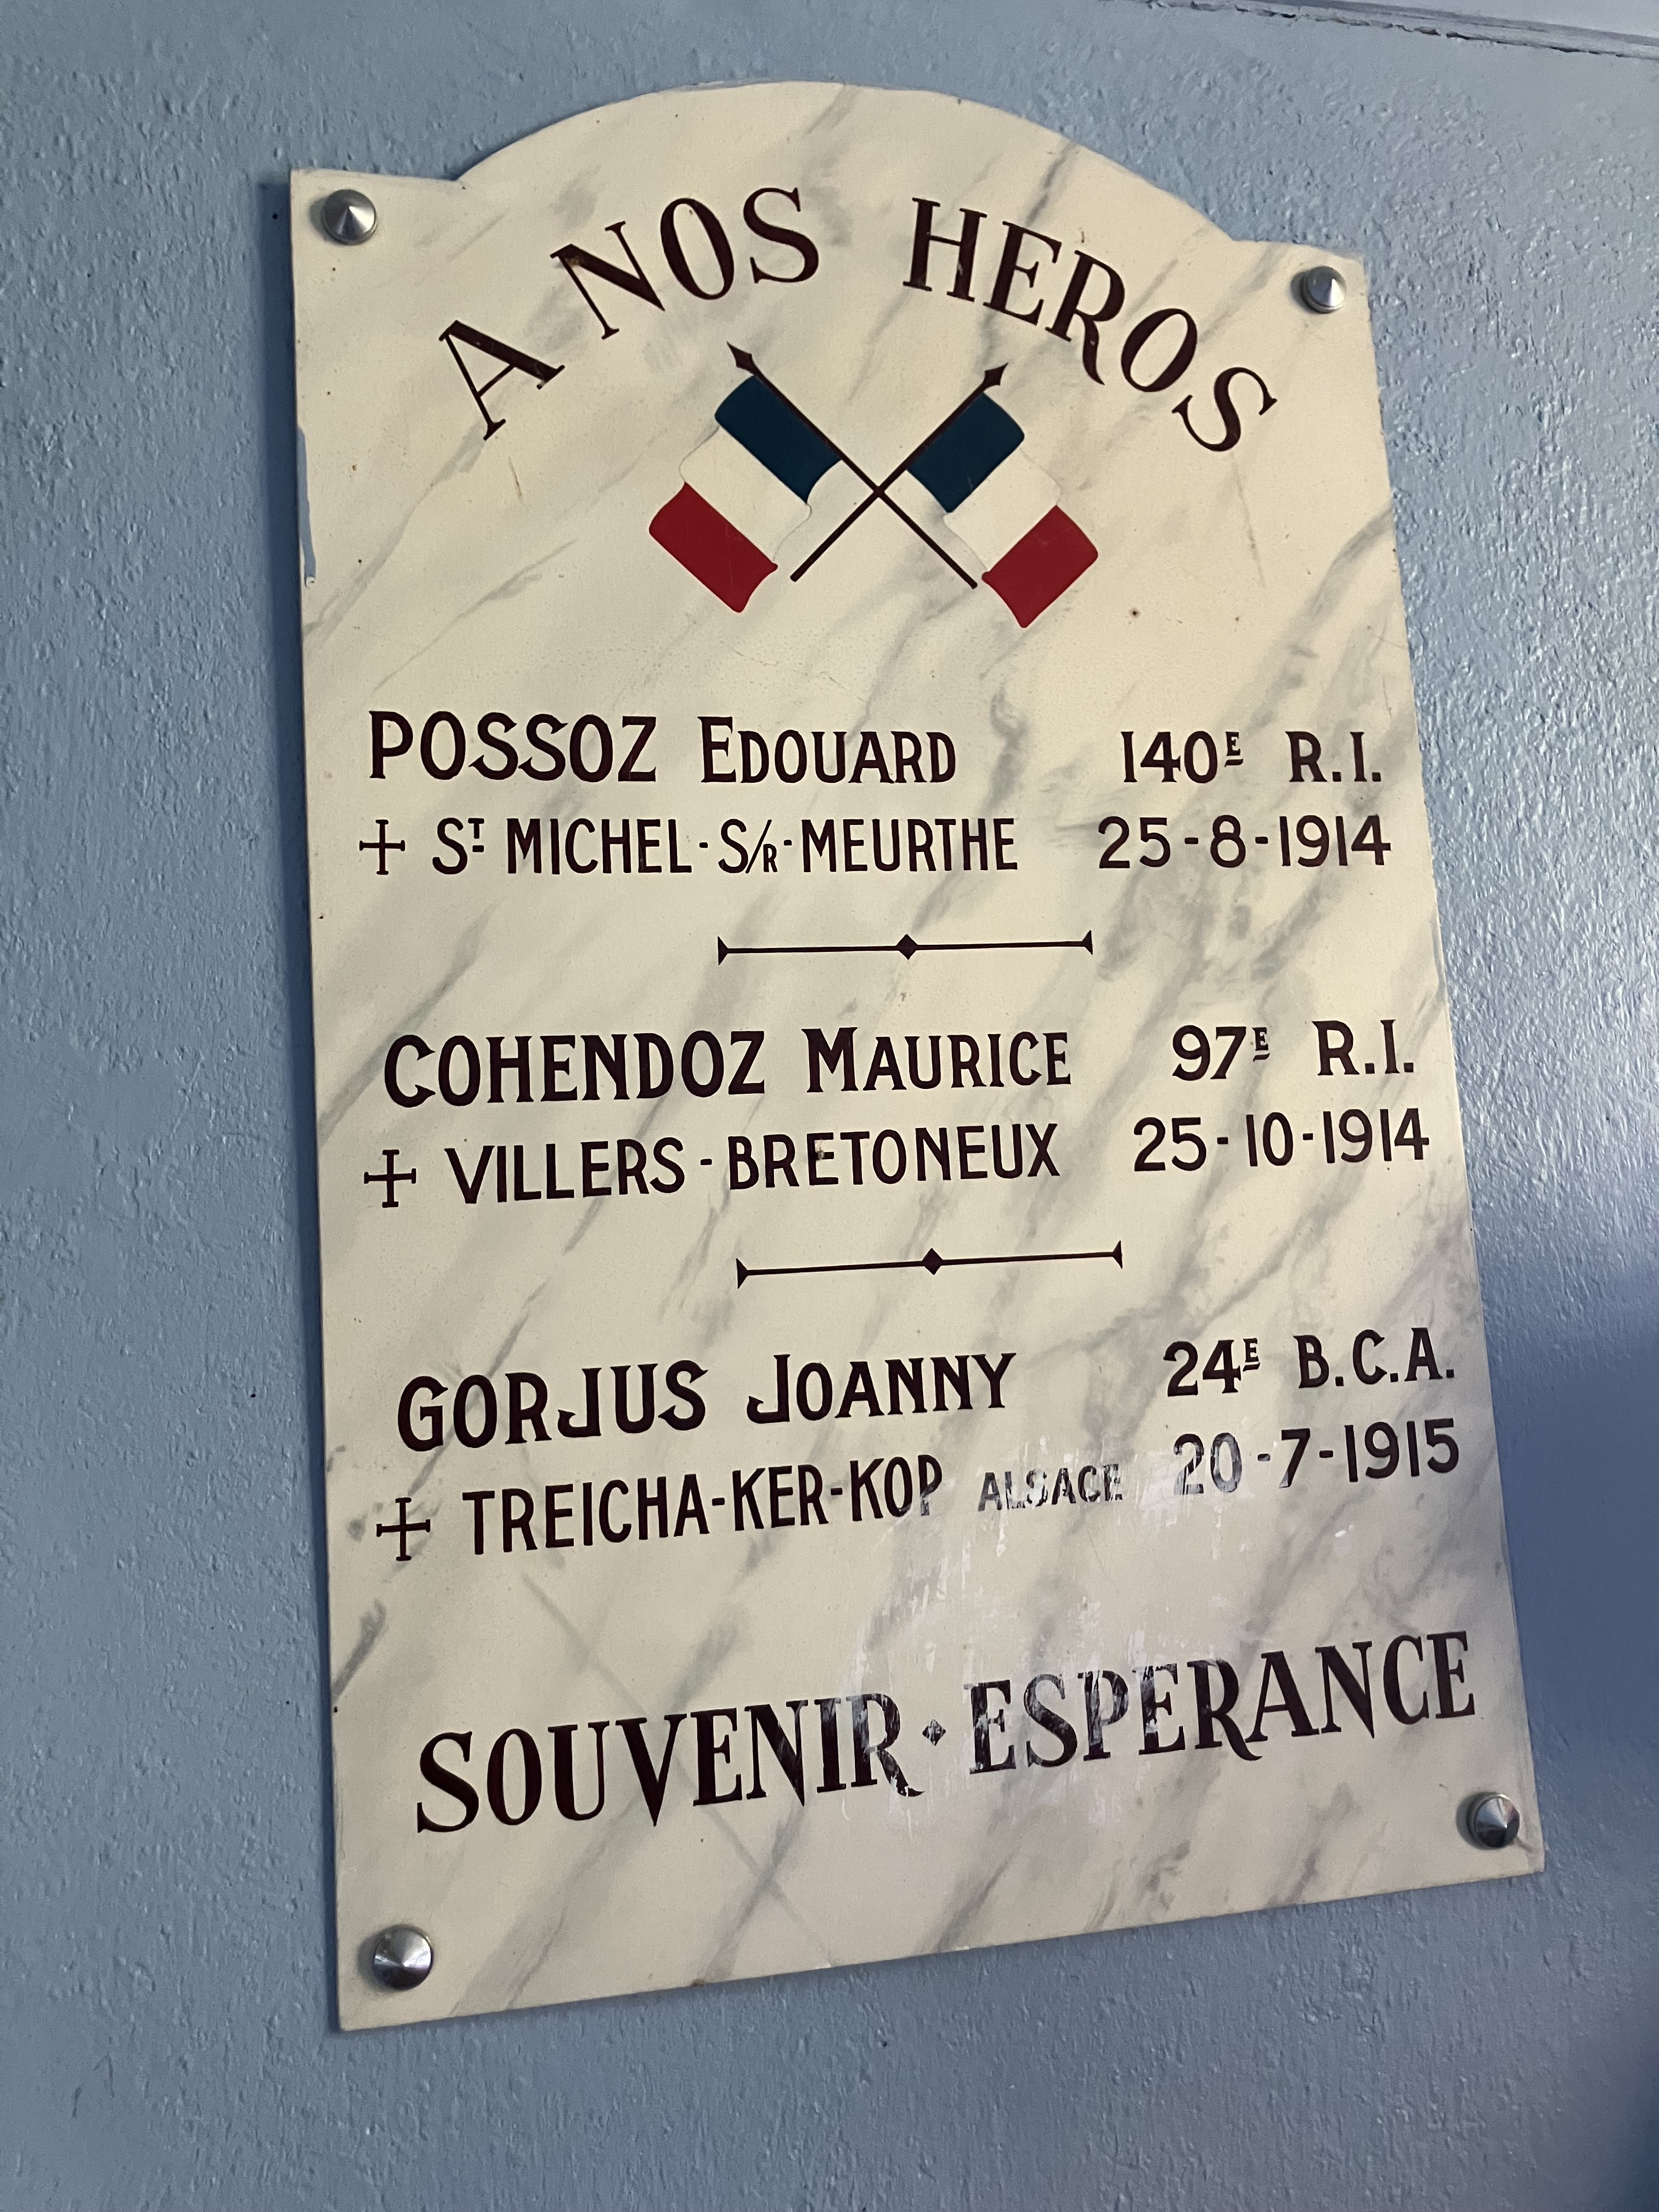 A NOS HEROS
POSSOZ EDOUARD 140E R.I.
+ ST MICHEL-S/R-MEURTHE 25-8-1914
COHENDOZ MAURICE 97E R.I.
+ VILLERS-BRETONEUX 25-10-1914
GORJUS JOANNY 24E B.C.A.
+ TREICHA-KER-KOP ALSACE 20-7-1915
SOUVENIR · ESPERANCE